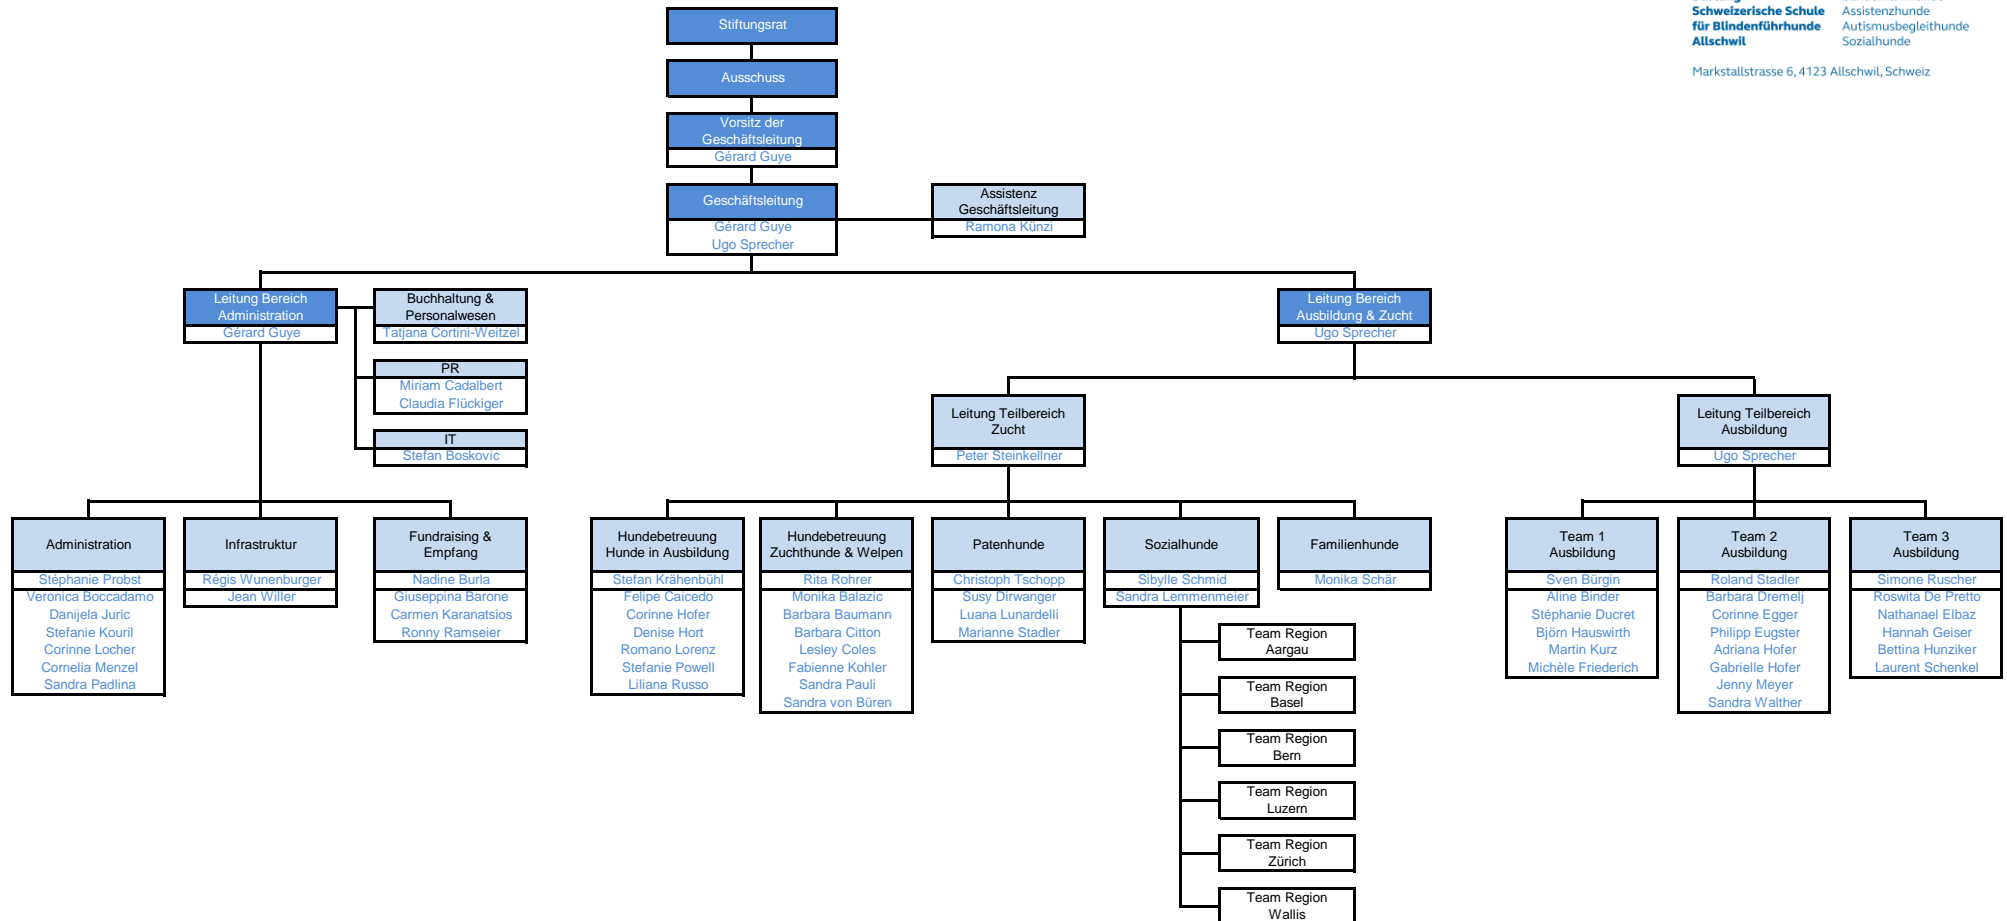 Schweizerische Schule
für Blindenführhunde
Allschwil
Assistenzhunde
Autismusbegleithunde
Sozialhunde
Markstallstrasse 6, 4123 Allschwil, Schweiz
Stiftungsrat
Ausschuss
Vorsitz der
Geschäftsleitung
Gérard Guye
Geschäftsleitung
Gérard Guye
Ugo Sprecher
Assistenz
Geschäftsleitung
Ramona Künzi
Leitung Bereich
Administration
Gérard Guye
Buchhaltung &
Personalwesen
Tatjana Cortini-Weitzel
PR
Miriam Cadalbert
Claudia Flückiger
IT
Stefan Boskovic
Leitung Bereich
Ausbildung & Zucht
Ugo Sprecher
Leitung Teilbereich
Zucht
Peter Steinkellner
Leitung Teilbereich
Ausbildung
Ugo Sprecher
Administration
Stéphanie Probst
Veronica Boccadamo
Danijela Juric
Stefanie Kouril
Corinne Locher
Cornelia Menzel
Sandra Padlina
Infrastruktur
Régis Wunenburger
Jean Willer
Fundraising &
Empfang
Nadine Burla
Giuseppina Barone
Carmen Karanatsios
Ronny Ramseier
Hundebetreuung
Hunde in Ausbildung
Stefan Krähenbühl
Felipe Caicedo
Corinne Hofer
Denise Hort
Romano Lorenz
Stefanie Powell
Liliana Russo
Hundebetreuung
Zuchthunde & Welpen
Rita Rohrer
Monika Balazic
Barbara Baumann
Barbara Citton
Lesley Coles
Fabienne Kohler
Sandra Pauli
Sandra von Büren
Patenhunde
Christoph Tschopp
Susy Dirwanger
Luana Lunardelli
Marianne Stadler
Sozialhunde
Sibylle Schmid
Sandra Lemmenmeier
Team Region
Aargau
Team Region
Basel
Team Region
Bern
Team Region
Luzern
Team Region
Zürich
Team Region
Wallis
Familienhunde
Monika Schär
Team 1
Ausbildung
Sven Bürgin
Aline Binder
Stéphanie Ducret
Björn Hauswirth
Martin Kurz
Michèle Friederich
Team 2
Ausbildung
Roland Stadler
Barbara Dremelj
Corinne Egger
Philipp Eugster
Adriana Hofer
Gabrielle Hofer
Jenny Meyer
Sandra Walther
Team 3
Ausbildung
Simone Ruscher
Roswita De Pretto
Nathanael Elbaz
Hannah Geiser
Bettina Hunziker
Laurent Schenkel